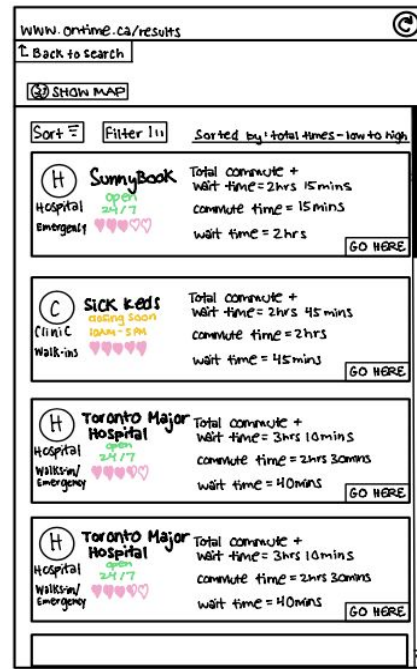 www.ontime.ca/results
Back to search
SHOW MAP
Sort Filter Sorted by: total times - low to high
H SunnyBook
open
24/7
Hospital
Emergency
Total commute +
wait time = 2hrs 15mins
commute time = 15mins
wait time = 2hrs
GO HERE
C Sick Keds
closing soon
10AM - 5PM
Clinic
Walk-ins
Total commute +
wait time = 2hrs 45mins
commute time = 2hrs
wait time = 45mins
GO HERE
H Toronto Major
Hospital
open
24/7
Hospital
Walks-in/
Emergency
Total commute +
wait time = 3hrs 10mins
commute time = 2hrs 30mins
wait time = 40mins
GO HERE
H Toronto Major
Hospital
open
24/7
Hospital
Walks-in/
Emergency
Total commute +
wait time = 3hrs 10mins
commute time = 2hrs 30mins
wait time = 40mins
GO HERE